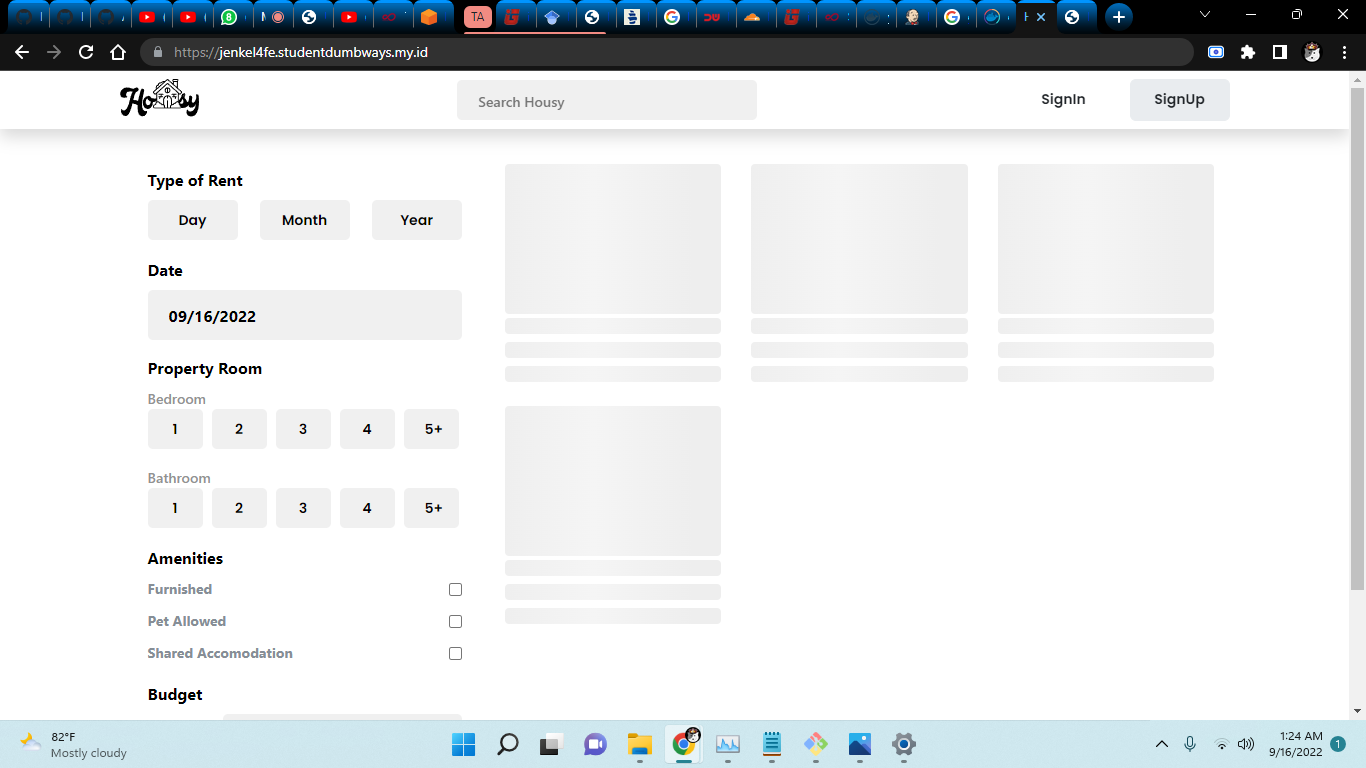 TA
https://jenkel4fe.studentdumbways.my.id
Housy
Search Housy
SignIn
SignUp
Type of Rent
Day Month Year
Date
09/16/2022
Property Room
Bedroom
1 2 3 4 5+
Bathroom
1 2 3 4 5+
Amenities
Furnished
Pet Allowed
Shared Accomodation
Budget
82°F
Mostly cloudy
1:24 AM
9/16/2022
1